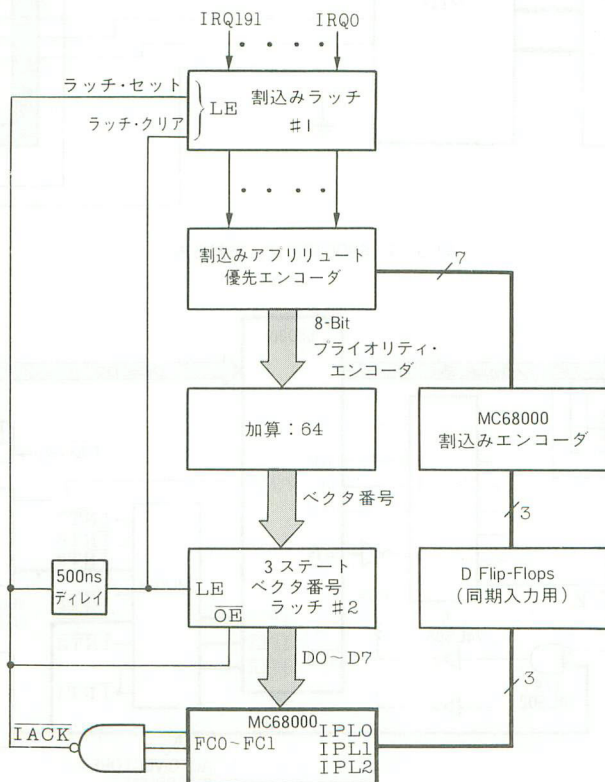 IRQ191 IRQ0
ラッチ・セット
ラッチ・クリア
LE
割込みラッチ
#1
割込みアプリリュート
優先エンコーダ
7
8-Bit
プライオリティ・
エンコーダ
加算:64
MC68000
割込みエンコーダ
ベクタ番号
3
500ns
ディレイ
LE
3 ステート
ベクタ番号
ラッチ #2
OE
D Flip-Flops
(同期入力用)
D0〜D7
3
IACK
MC68000
FC0〜FC1
IPL0
IPL1
IPL2